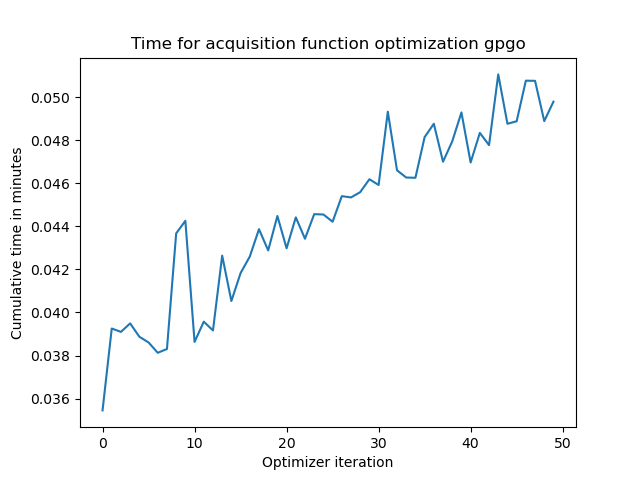 Time for acquisition function optimization gpgo
0.050
0.048
0.046
0.044
0.042
0.040
0.038
0.036
Cumulative time in minutes
0 10 20 30 40 50
Optimizer iteration